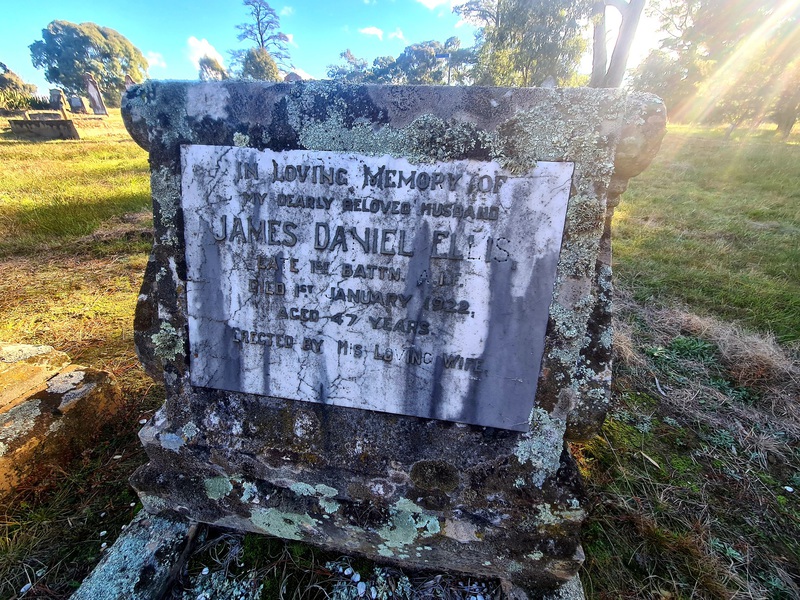 IN LOVING MEMORY OF
MY DEARLY BELOVED HUSBAND
JAMES DANIEL ELLIS,
LATE 1ST BATTN. A.I.F.
DIED 1ST JANUARY 1922,
AGED 47 YEARS.
ERECTED BY HIS LOVING WIFE.